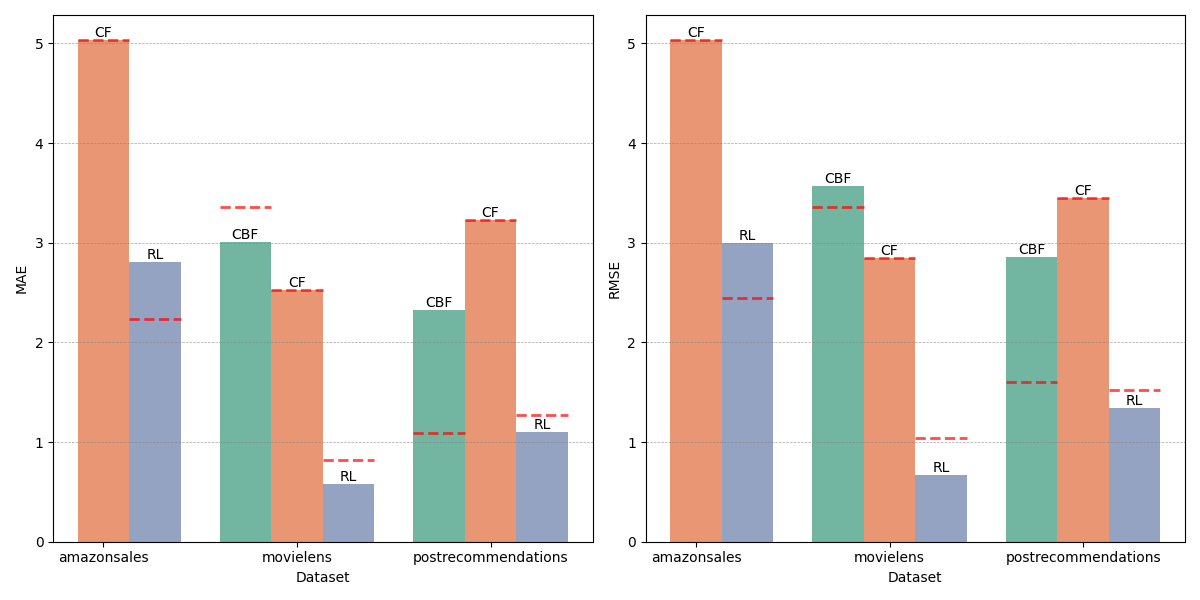 MAE
5
4
3
2
1
0
CF
RL
CBF
CF
RL
CBF
CF
RL
amazonsales
movielens
postrecommendations
Dataset
RMSE
5
4
3
2
1
0
CF
RL
CBF
CF
RL
CBF
CF
RL
amazonsales
movielens
postrecommendations
Dataset